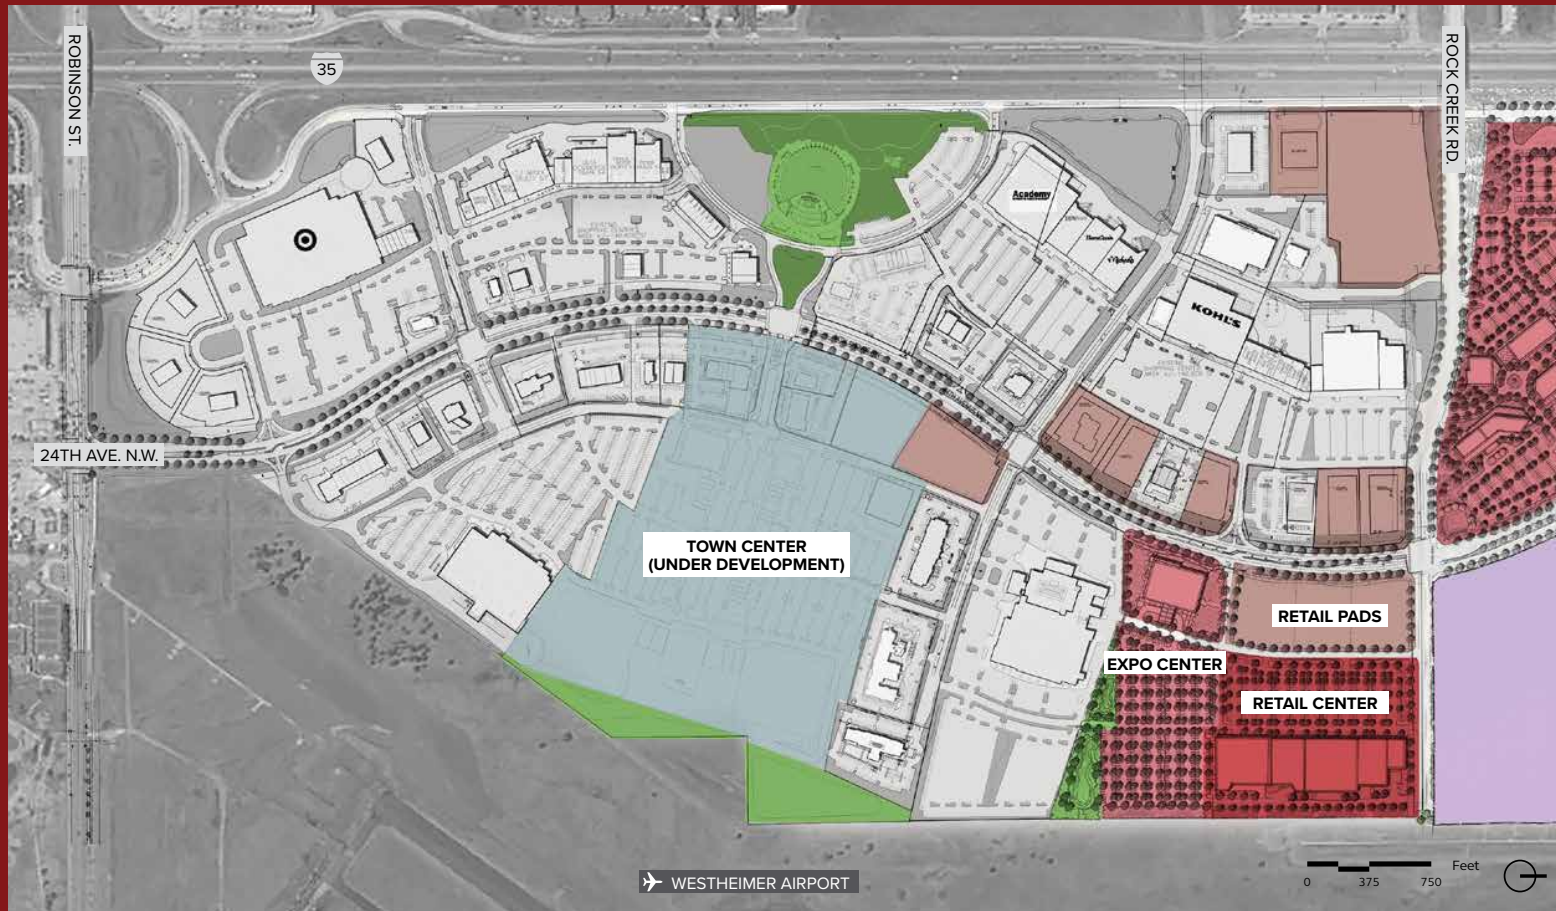 ROBINSON ST.
35
ROCK CREEK RD.
Academy
KOHL'S
24TH AVE. N.W.
TOWN CENTER
(UNDER DEVELOPMENT)
RETAIL PADS
EXPO CENTER
RETAIL CENTER
WESTHEIMER AIRPORT
Feet
0 375 750